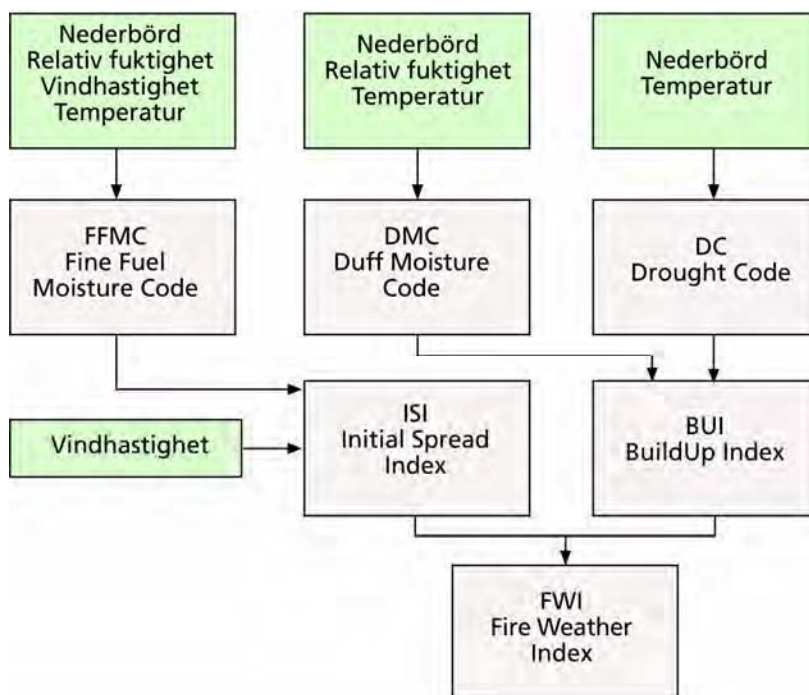 Nederbörd
Relativ fuktighet
Vindhastighet
Temperatur
Nederbörd
Relativ fuktighet
Temperatur
Nederbörd
Temperatur
FFMC
Fine Fuel
Moisture Code
DMC
Duff Moisture
Code
DC
Drought Code
Vindhastighet
ISI
Initial Spread
Index
BUI
BuildUp Index
FWI
Fire Weather
Index